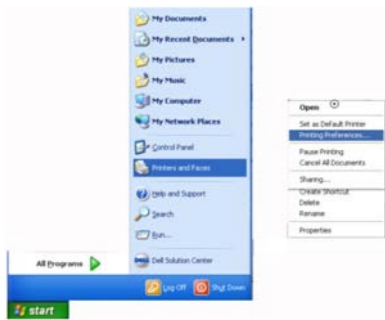 My Documents
My Recent Documents
My Pictures
My Music
My Computer
My Network Places
Control Panel
Printers and Faxes
Help and Support
Search
Run...
Dell Solution Center
All Programs
Log Off Shut Down
start
Open
Set as Default Printer
Printing Preferences...
Pause Printing
Cancel All Documents
Sharing...
Create Shortcut
Delete
Rename
Properties